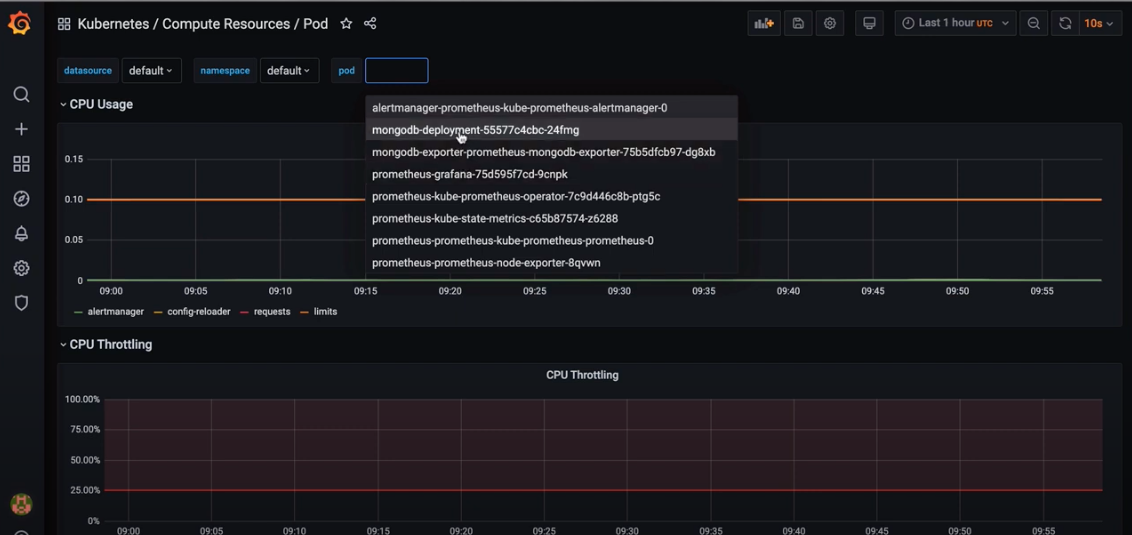 Kubernetes / Compute Resources / Pod
Last 1 hour UTC
10s
datasource default namespace default pod
CPU Usage
alertmanager-prometheus-kube-prometheus-alertmanager-0
mongodb-deployment-55577c4cbc-24fmg
mongodb-exporter-prometheus-mongodb-exporter-75b5dfcb97-dg8xb
prometheus-grafana-75d595f7cd-9cnpk
prometheus-kube-prometheus-operator-7c9d446c8b-ptg5c
prometheus-kube-state-metrics-c65b87574-z6288
prometheus-prometheus-kube-prometheus-prometheus-0
prometheus-prometheus-node-exporter-8qvwn
0.15
0.10
0.05
0
09:00 09:05 09:10 09:15 09:20 09:25 09:30 09:35 09:40 09:45 09:50 09:55
alertmanager config-reloader requests limits
CPU Throttling
CPU Throttling
100.00%
75.00%
50.00%
25.00%
0%
09:00 09:05 09:10 09:15 09:20 09:25 09:30 09:35 09:40 09:45 09:50 09:55